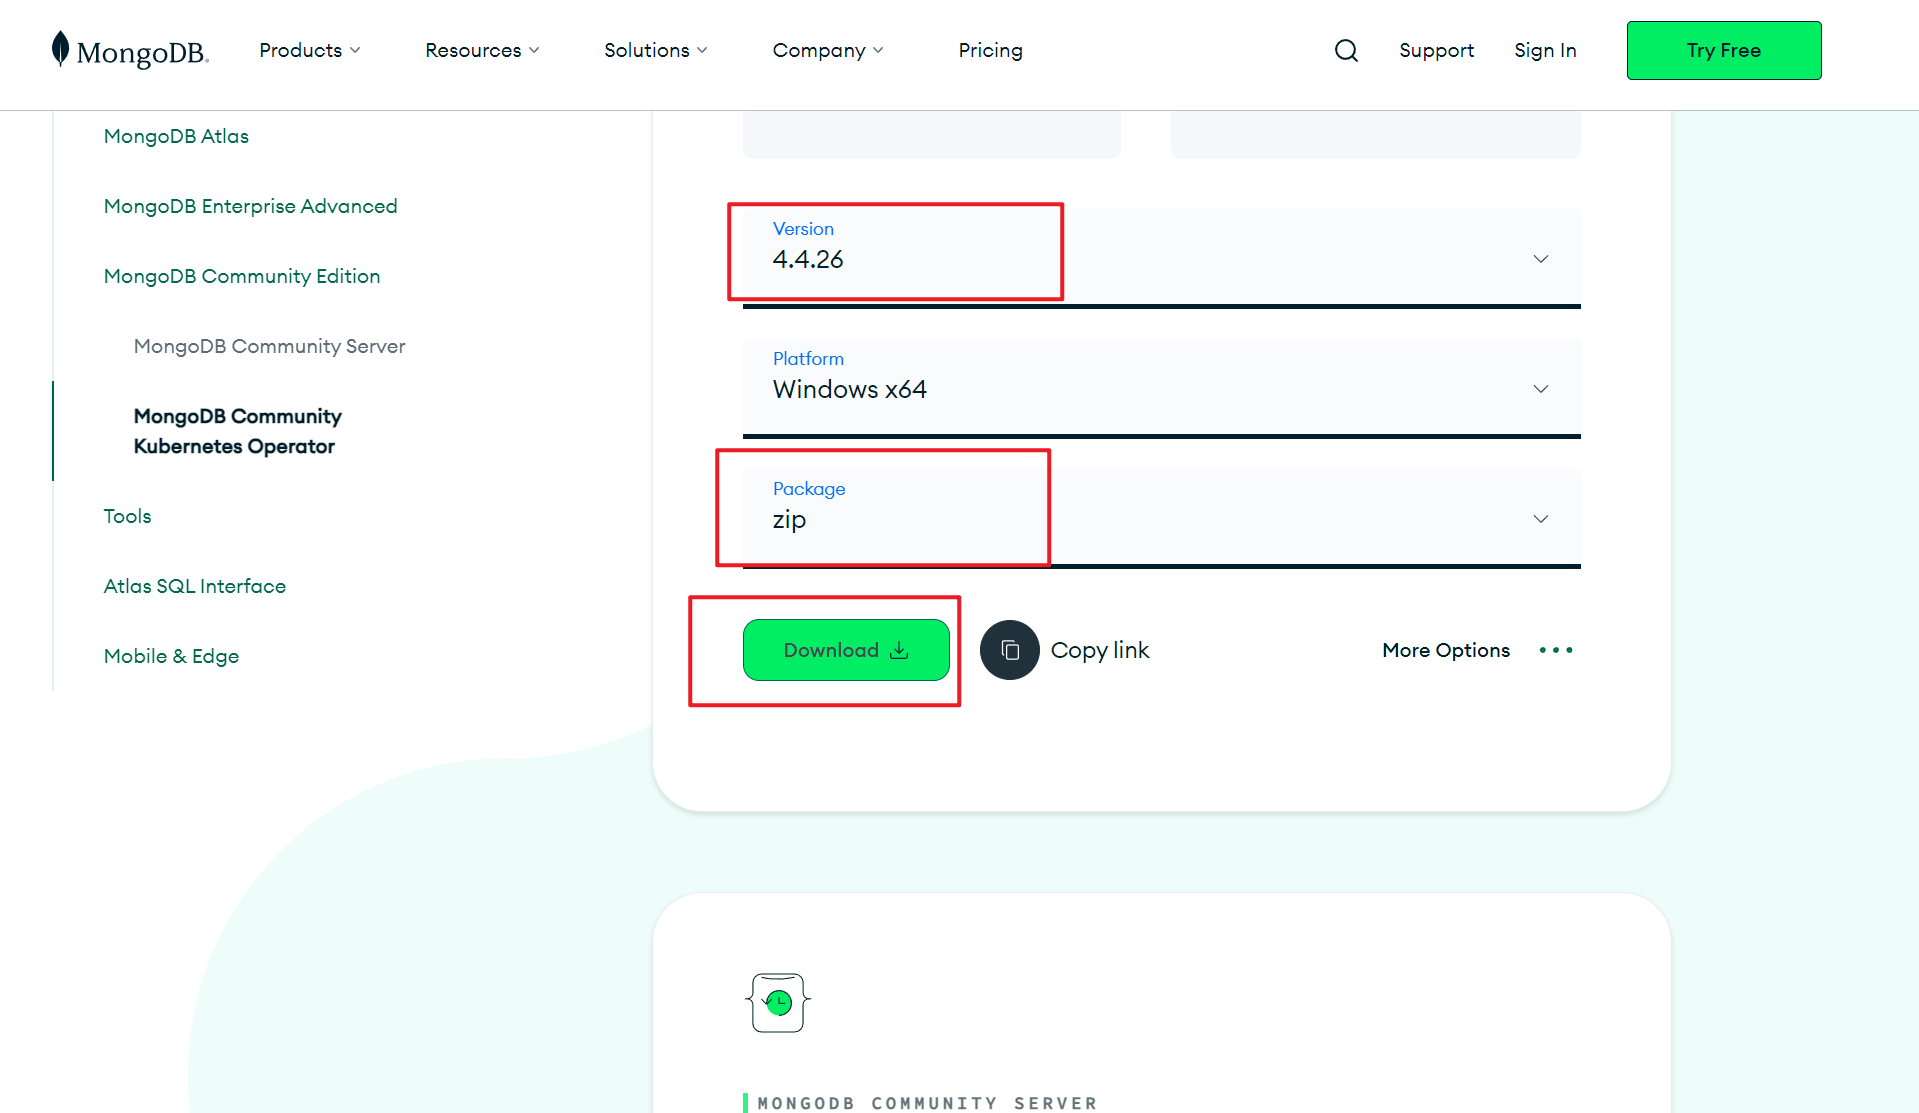 MongoDB. Products Resources Solutions Company Pricing Support Sign In Try Free
MongoDB Atlas
MongoDB Enterprise Advanced
MongoDB Community Edition
MongoDB Community Server
MongoDB Community
Kubernetes Operator
Tools
Atlas SQL Interface
Mobile & Edge
Version
4.4.26
Platform
Windows x64
Package
zip
Download Copy link More Options
MONGODB COMMUNITY SERVER